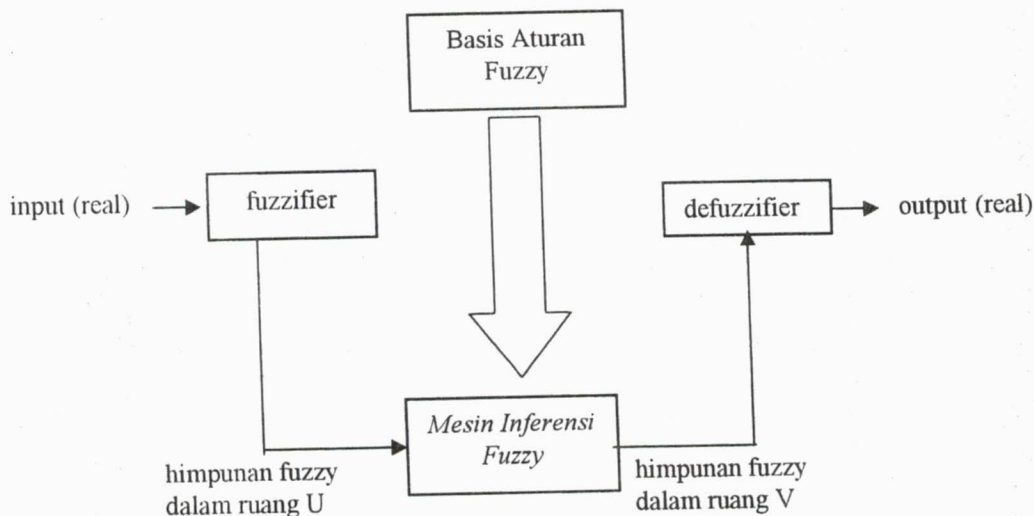 Basis Aturan
Fuzzy
input (real)
fuzzifier
defuzzifier
output (real)
Mesin Inferensi
Fuzzy
himpunan fuzzy
dalam ruang U
himpunan fuzzy
dalam ruang V